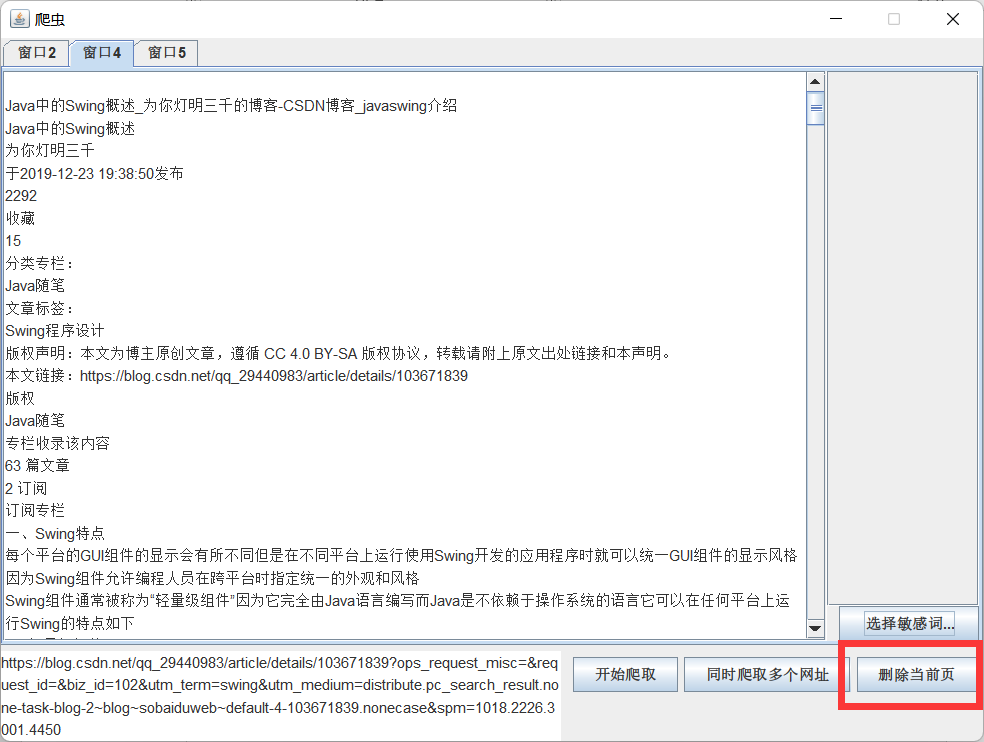 爬虫
窗口2 窗口4 窗口5
Java中的Swing概述_为你灯明三千的博客-CSDN博客_javaswing介绍
Java中的Swing概述
为你灯明三千
于2019-12-23 19:38:50发布
2292
收藏
15
分类专栏：
Java随笔
文章标签：
Swing程序设计
版权声明：本文为博主原创文章，遵循 CC 4.0 BY-SA 版权协议，转载请附上原文出处链接和本声明。
本文链接：https://blog.csdn.net/qq_29440983/article/details/103671839
版权
Java随笔
专栏收录该内容
63 篇文章
2 订阅
订阅专栏
一、Swing特点
每个平台的GUI组件的显示会有所不同但是在不同平台上运行使用Swing开发的应用程序时就可以统一GUI组件的显示风格
因为Swing组件允许编程人员在跨平台时指定统一的外观和风格
Swing组件通常被称为“轻量级组件”因为它完全由Java语言编写而Java是不依赖于操作系统的语言它可以在任何平台上运
行Swing的特点如下
选择敏感词...
https://blog.csdn.net/qq_29440983/article/details/103671839?ops_request_misc=&req
uest_id=&biz_id=102&utm_term=swing&utm_medium=distribute.pc_search_result.no
ne-task-blog-2~blog~sobaiduweb~default-4-103671839.nonecase&spm=1018.2226.3
001.4450
开始爬取 同时爬取多个网址 删除当前页